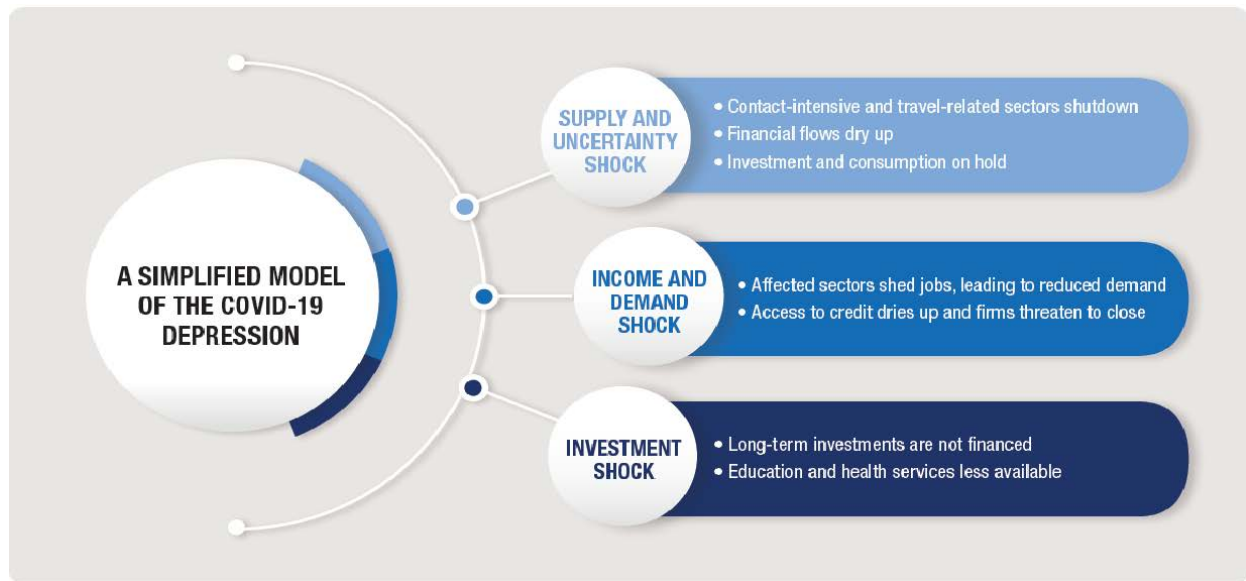 A SIMPLIFIED MODEL
OF THE COVID-19
DEPRESSION
SUPPLY AND
UNCERTAINTY
SHOCK
• Contact-intensive and travel-related sectors shutdown
• Financial flows dry up
• Investment and consumption on hold
INCOME AND
DEMAND
SHOCK
• Affected sectors shed jobs, leading to reduced demand
• Access to credit dries up and firms threaten to close
INVESTMENT
SHOCK
• Long-term investments are not financed
• Education and health services less available